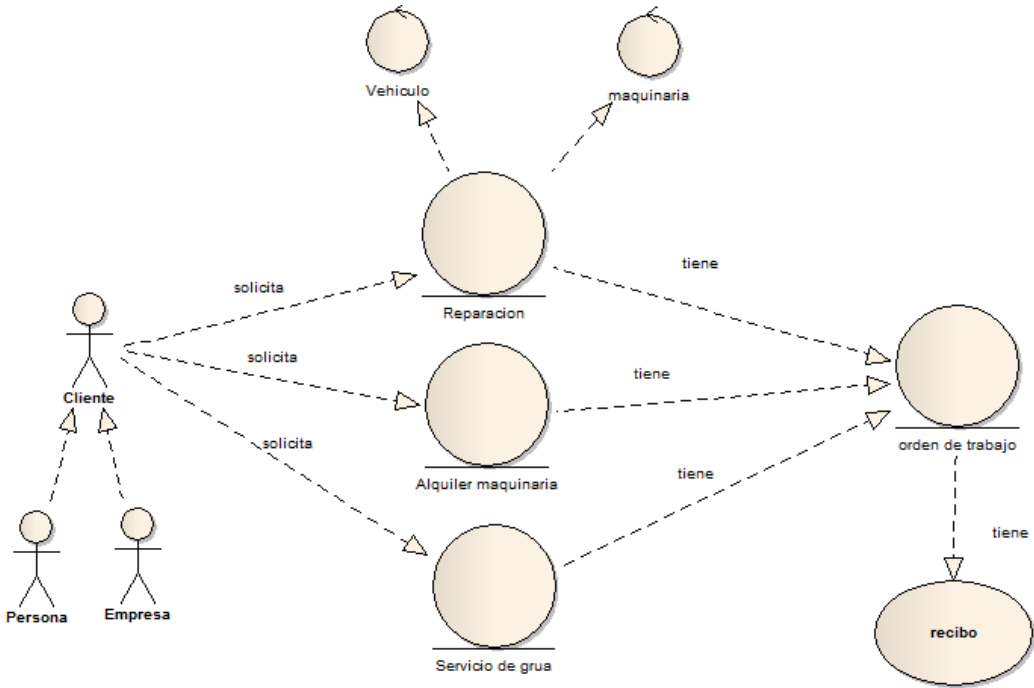 Vehiculo
maquinaria
Reparacion
solicita
tiene
Cliente
solicita
Alquiler maquinaria
tiene
orden de trabajo
solicita
tiene
Persona
Empresa
Servicio de grua
tiene
recibo